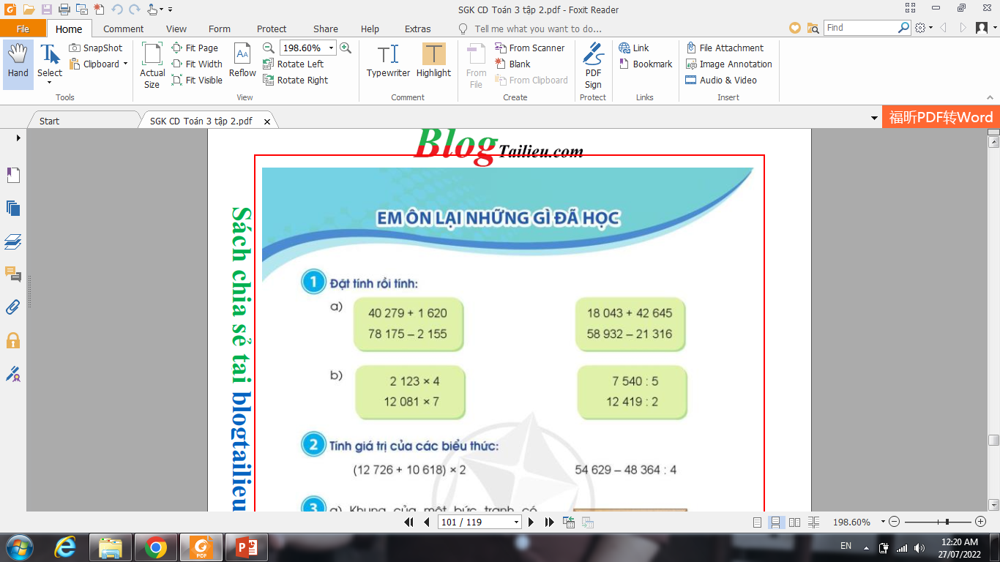 SGK CD Toán 3 tập 2.pdf - Foxit Reader
File Home Comment View Form Protect Share Help Extras Tell me what you want to do... Find
Hand
Select
SnapShot
Clipboard
Tools
Actual Size
Fit Page
Fit Width
Fit Visible
Reflow
198.60%
Rotate Left
Rotate Right
View
Typewriter
Highlight
Comment
From File
From Scanner
Blank
From Clipboard
Create
PDF Sign
Protect
Link
Bookmark
Links
File Attachment
Image Annotation
Audio & Video
Insert
Start
SGK CD Toán 3 tập 2.pdf
福昕PDF转Word
Blog Tailieu.com
Sách chia sẻ tai blogtailieu
EM ÔN LẠI NHỮNG GÌ ĐÃ HỌC
1 Đặt tính rồi tính:
a)
40 279 + 1 620
78 175 – 2 155
18 043 + 42 645
58 932 – 21 316
b)
2 123 × 4
12 081 × 7
7 540 : 5
12 419 : 2
2 Tính giá trị của các biểu thức:
(12 726 + 10 618) × 2
54 629 – 48 364 : 4
3 a) Khung của một bức tranh có
101 / 119
198.60%
PDF
EN
12:20 AM
27/07/2022